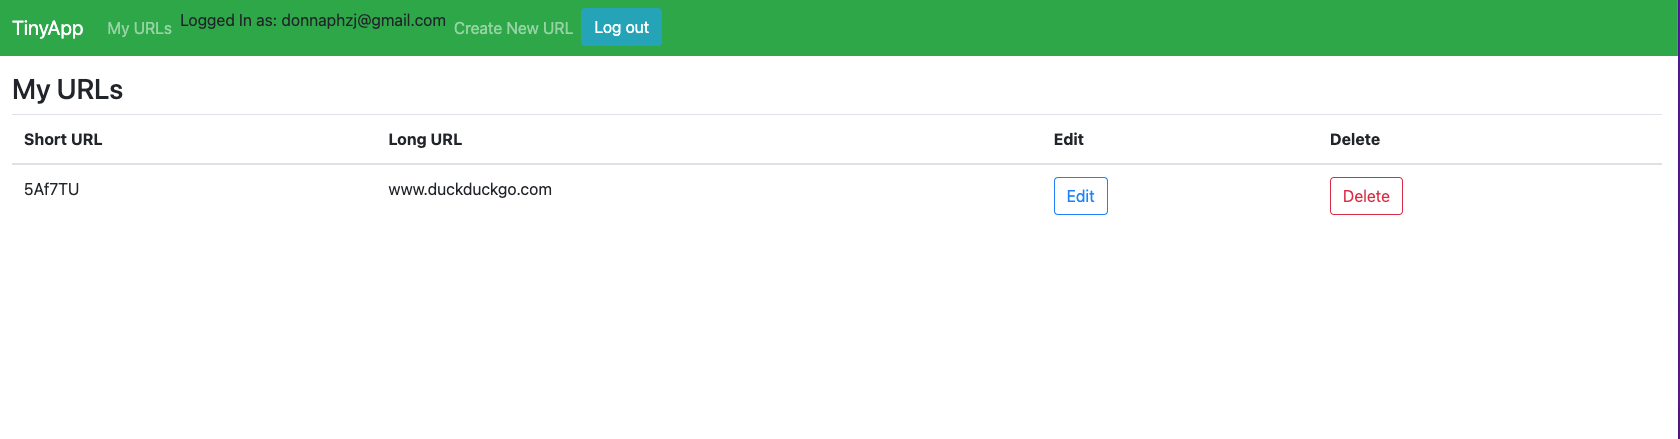 TinyApp My URLs Logged In as: donnaphzj@gmail.com Create New URL Log out
My URLs
Short URL Long URL Edit Delete
5Af7TU www.duckduckgo.com Edit Delete